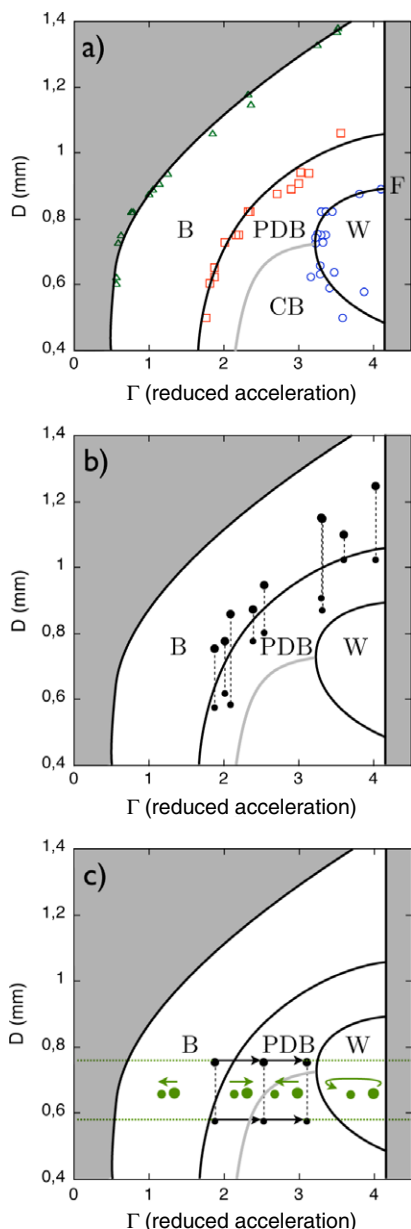 a)
1,4
1,2
1
0,8
0,6
0,4
D (mm)
B
PDB
W
F
CB
0 1 2 3 4
Γ (reduced acceleration)
b)
1,4
1,2
1
0,8
0,6
0,4
D (mm)
B
PDB
W
0 1 2 3 4
Γ (reduced acceleration)
c)
1,4
1,2
1
0,8
0,6
0,4
D (mm)
B
PDB
W
0 1 2 3 4
Γ (reduced acceleration)